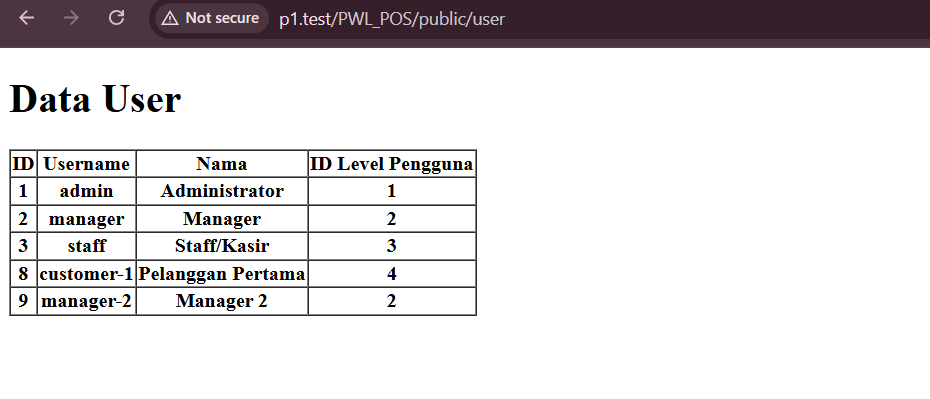 Not secure p1.test/PWL_POS/public/user
Data User
ID Username Nama ID Level Pengguna
1 admin Administrator 1
2 manager Manager 2
3 staff Staff/Kasir 3
8 customer-1 Pelanggan Pertama 4
9 manager-2 Manager 2 2